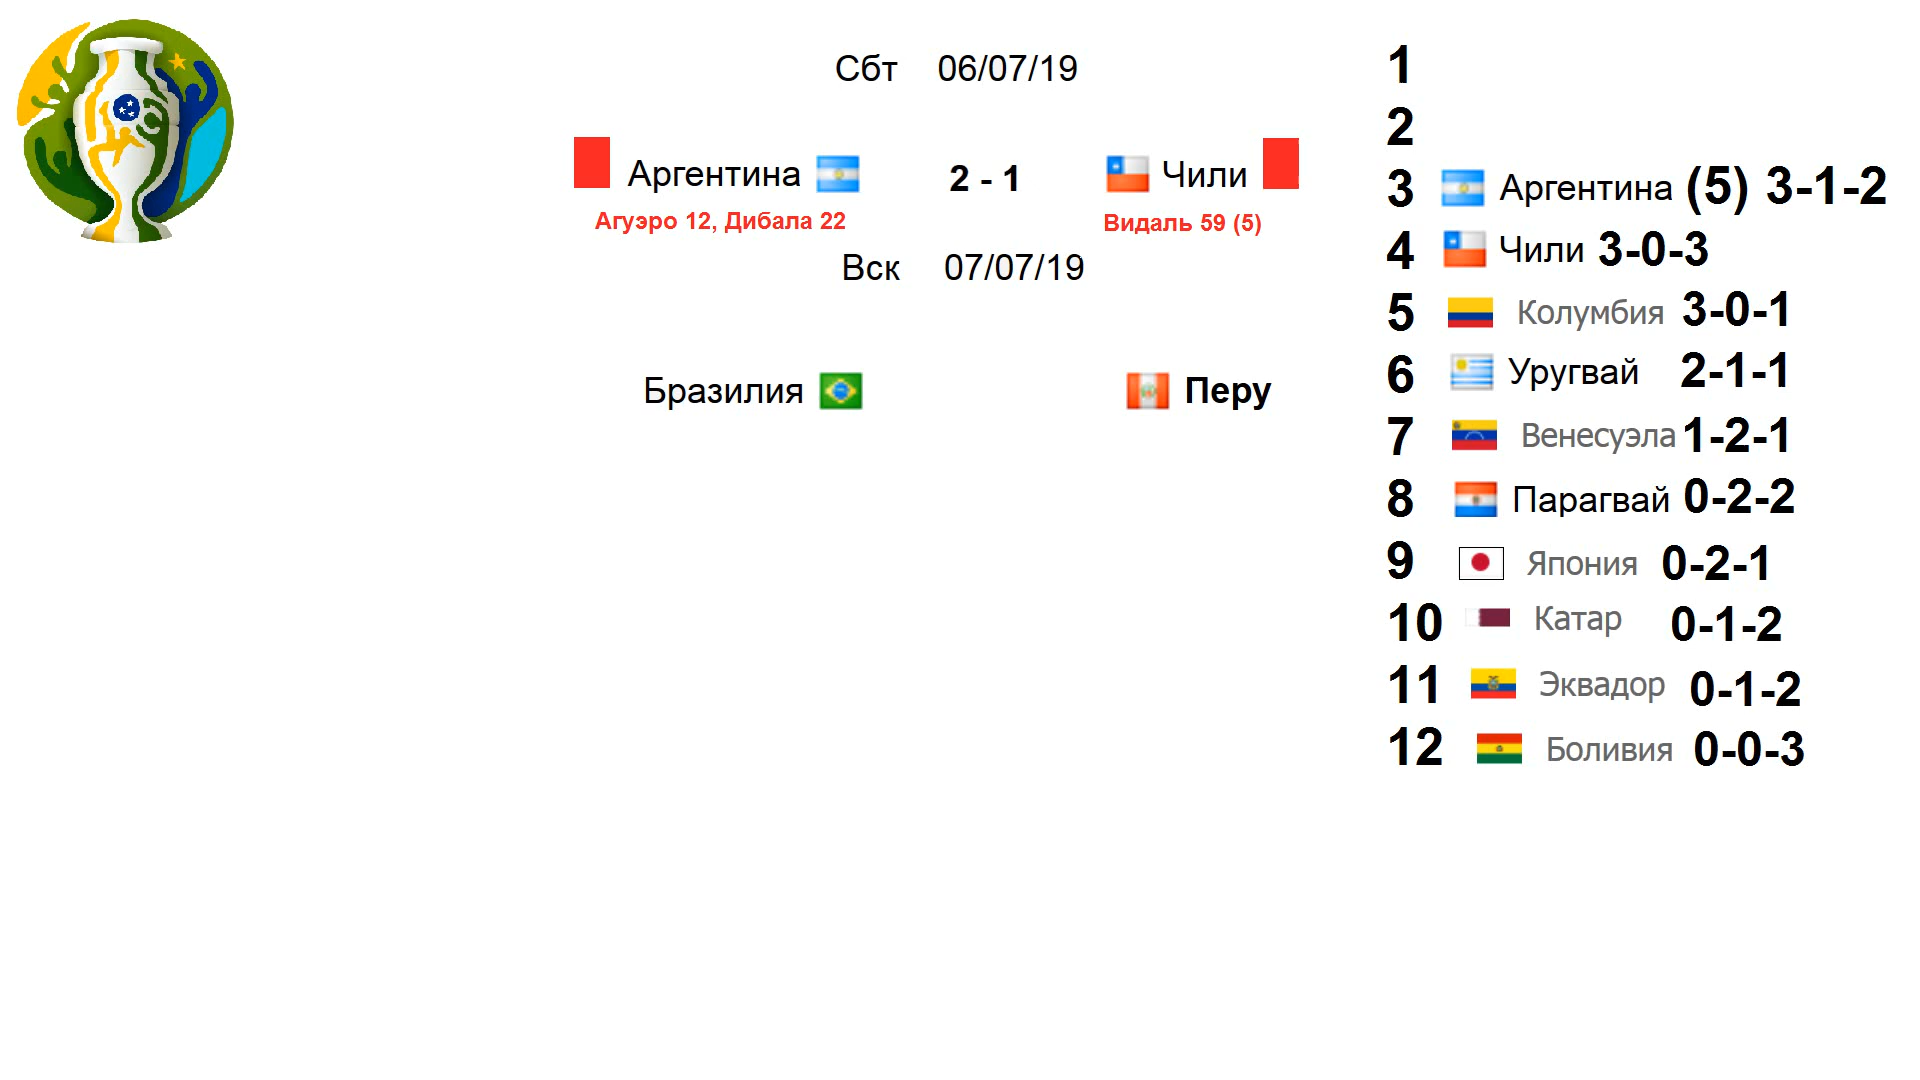 Сбт 06/07/19
Аргентина 2 - 1 Чили
Агуэро 12, Дибала 22 Видаль 59 (5)
Вск 07/07/19
Бразилия Перу
1
2
3 Аргентина (5) 3-1-2
4 Чили 3-0-3
5 Колумбия 3-0-1
6 Уругвай 2-1-1
7 Венесуэла 1-2-1
8 Парагвай 0-2-2
9 Япония 0-2-1
10 Катар 0-1-2
11 Эквадор 0-1-2
12 Боливия 0-0-3